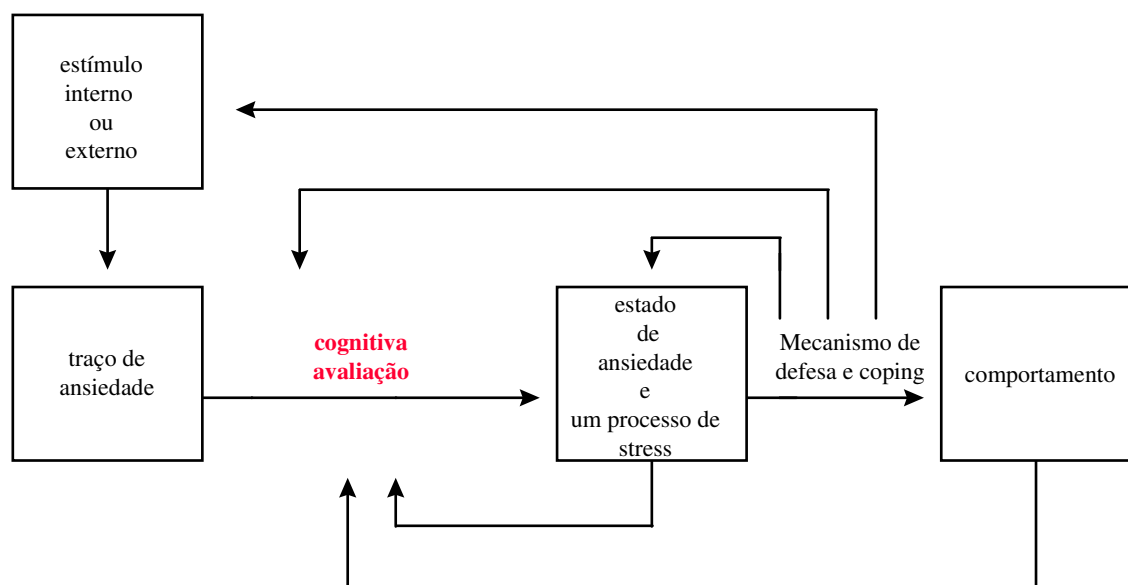 estímulo
interno
ou
externo
traço de
ansiedade
cognitiva
avaliação
estado
de
ansiedade
e
um processo de
stress
Mecanismo de
defesa e coping
comportamento